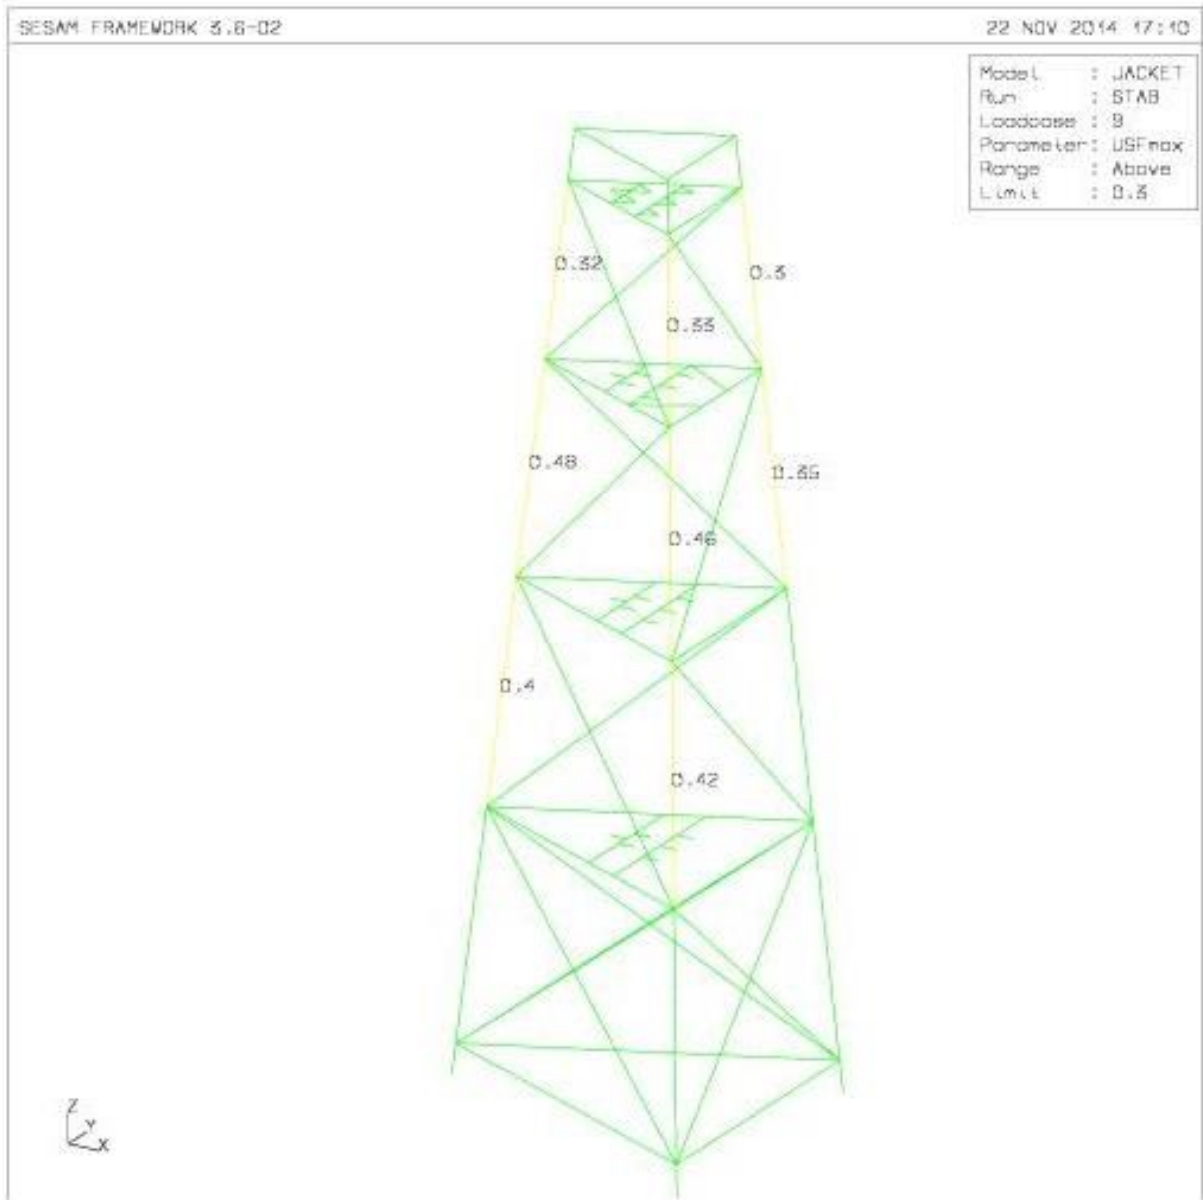 SESAM FRAMEWORK 3.6-02 22 NOV 2014 17:10
Model : JACKET
Run : STAB
Loadcase : 9
Parameter : USFmax
Range : Above
Limit : 0.3
0.32
0.3
0.33
0.48
0.35
0.46
0.4
0.42
Z
Y
X